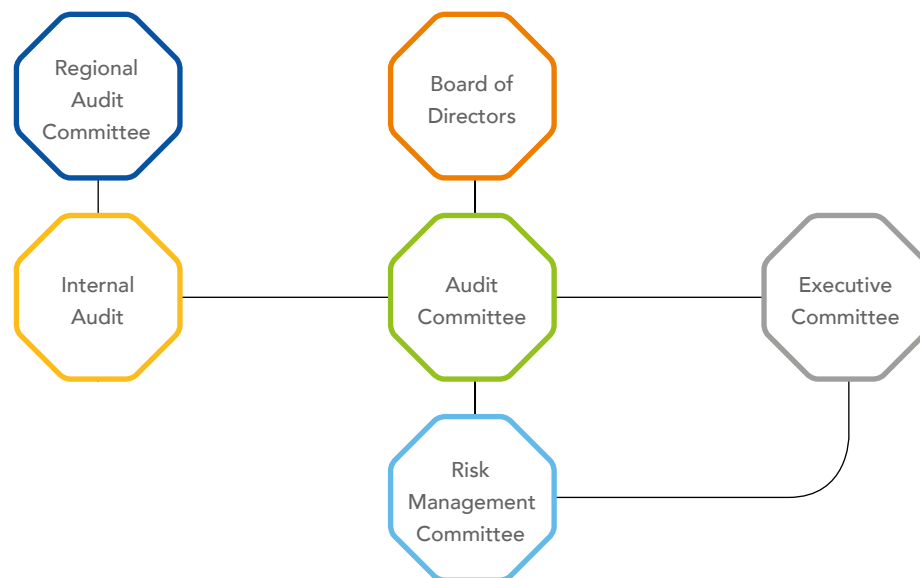 Regional
Audit
Committee
Board of
Directors
Internal
Audit
Audit
Committee
Executive
Committee
Risk
Management
Committee